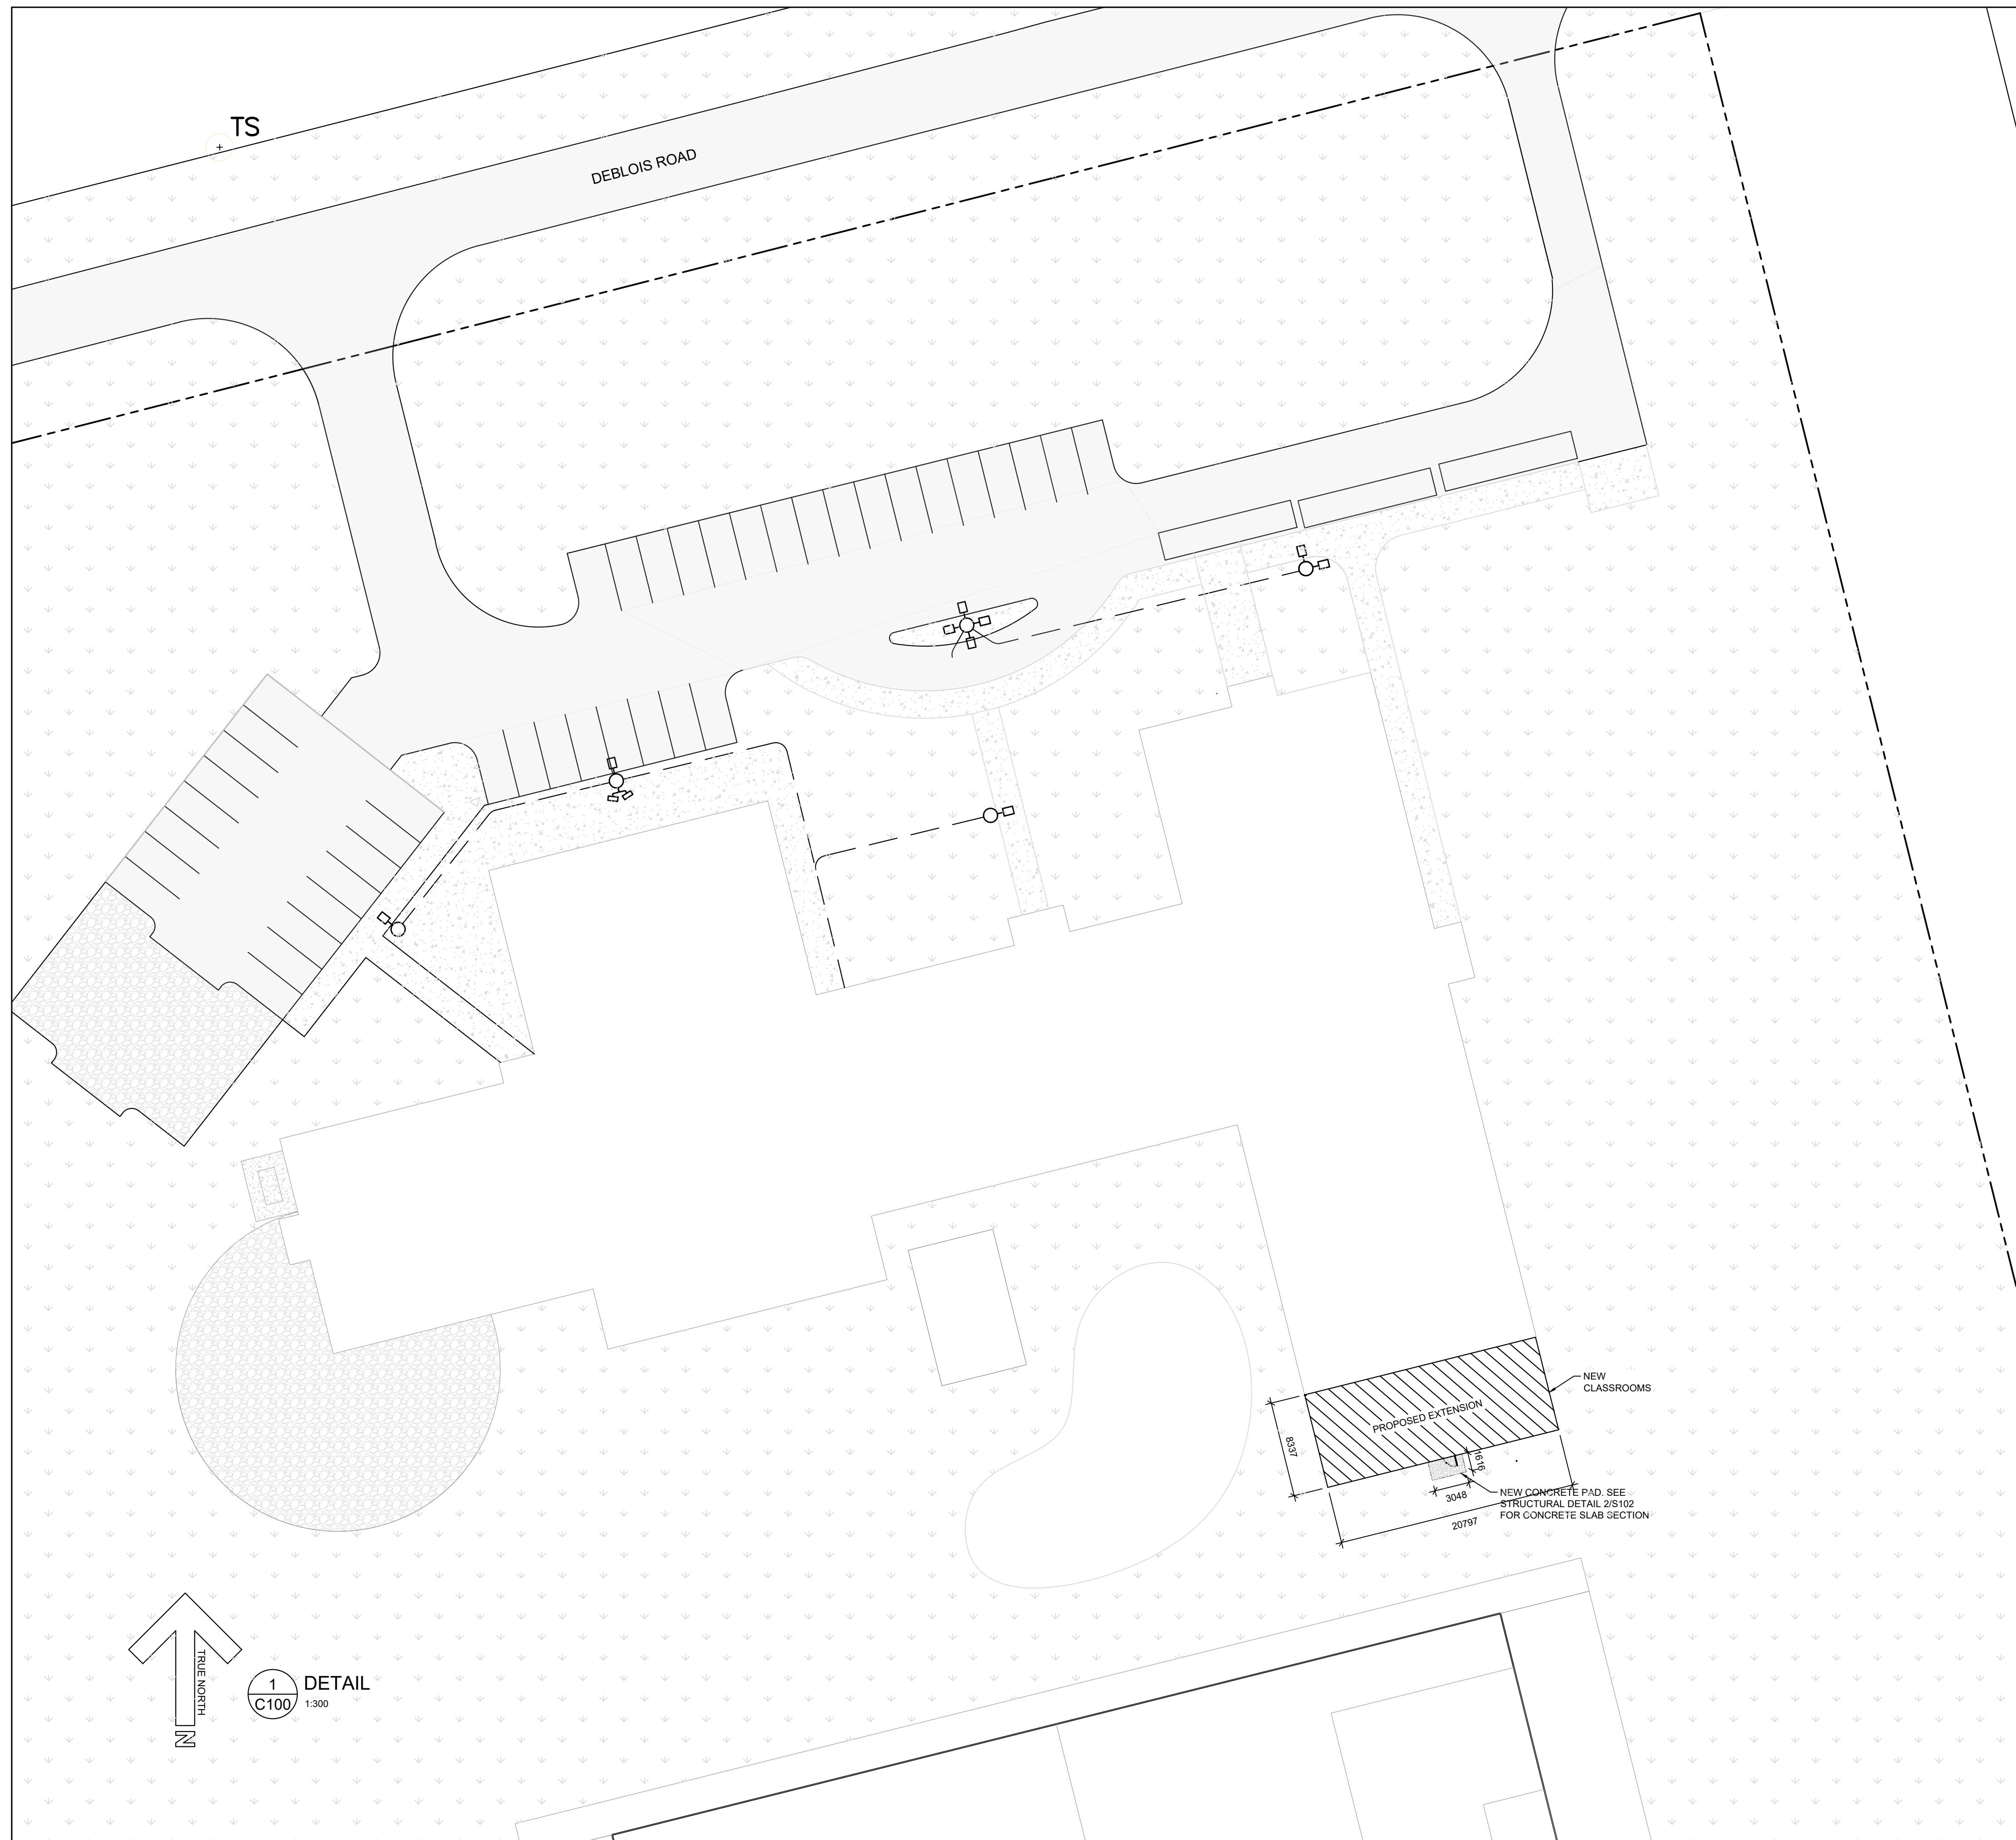 TS
DEBLOIS ROAD
NEW
CLASSROOMS
PROPOSED EXTENSION
8337
1616
3048
NEW CONCRETE PAD. SEE
STRUCTURAL DETAIL 2/S102
FOR CONCRETE SLAB SECTION
20797
TRUE NORTH
N
1
C100
DETAIL
1:300